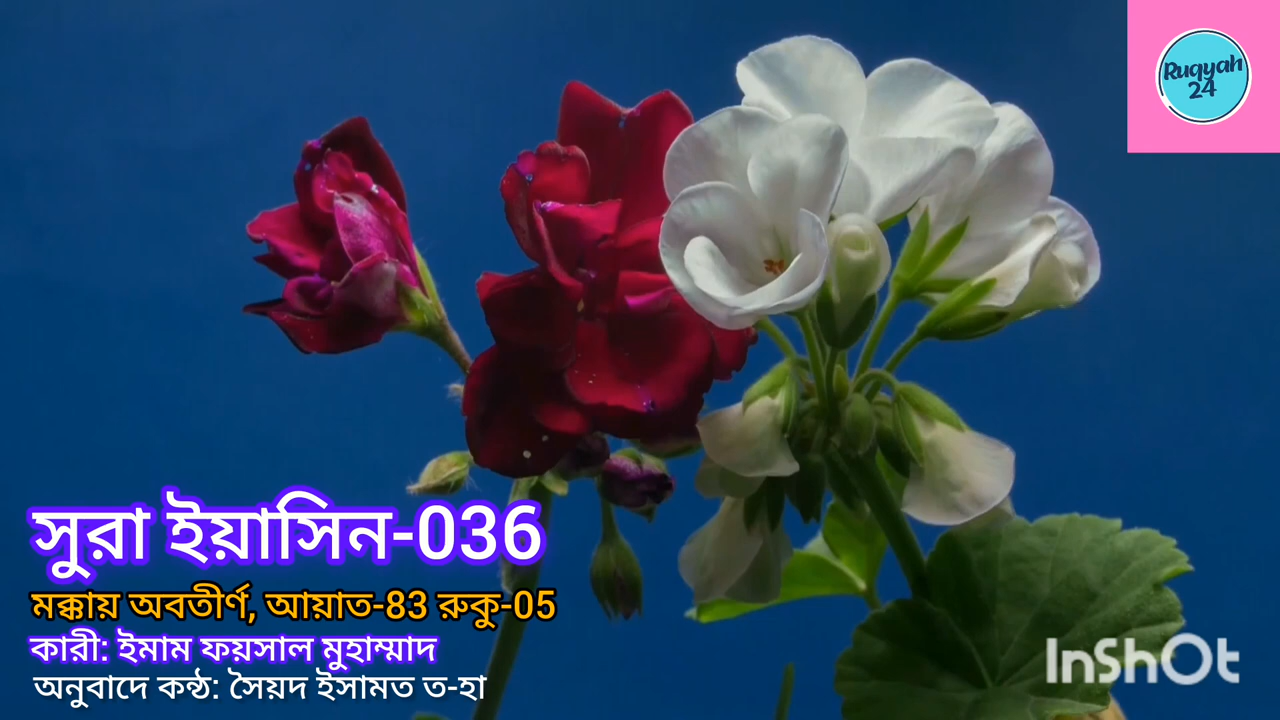 Ruqyah
24
সুরা ইয়াসিন-036
মক্কায় অবতীর্ণ, আয়াত-83 রুকু-05
কারী: ইমাম ফয়সাল মুহাম্মাদ
অনুবাদে কন্ঠ: সৈয়দ ইসামত ত-হা
InShOt